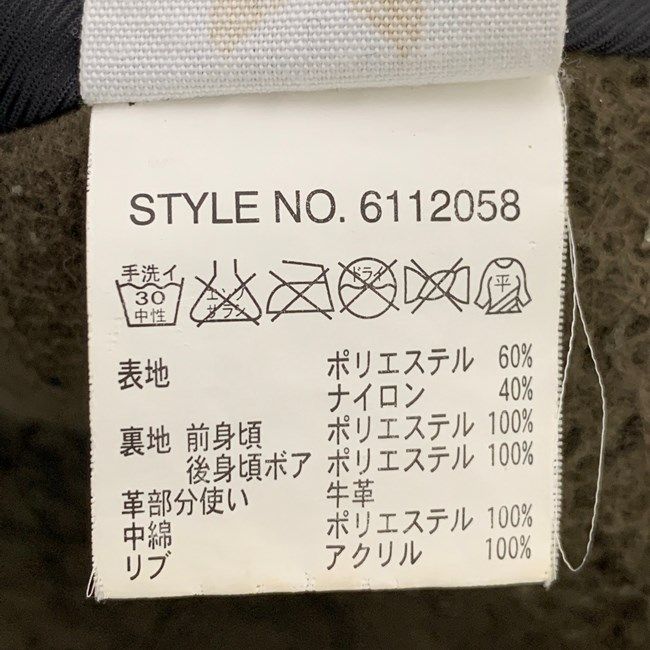 STYLE NO. 6112058
手洗イ
30
中性
エンソ
サラシ
ドライ
平
表地 ポリエステル 60%
ナイロン 40%
裏地 前身頃 ポリエステル 100%
後身頃ボア ポリエステル 100%
革部分使い 牛革
中綿 ポリエステル 100%
リブ アクリル 100%